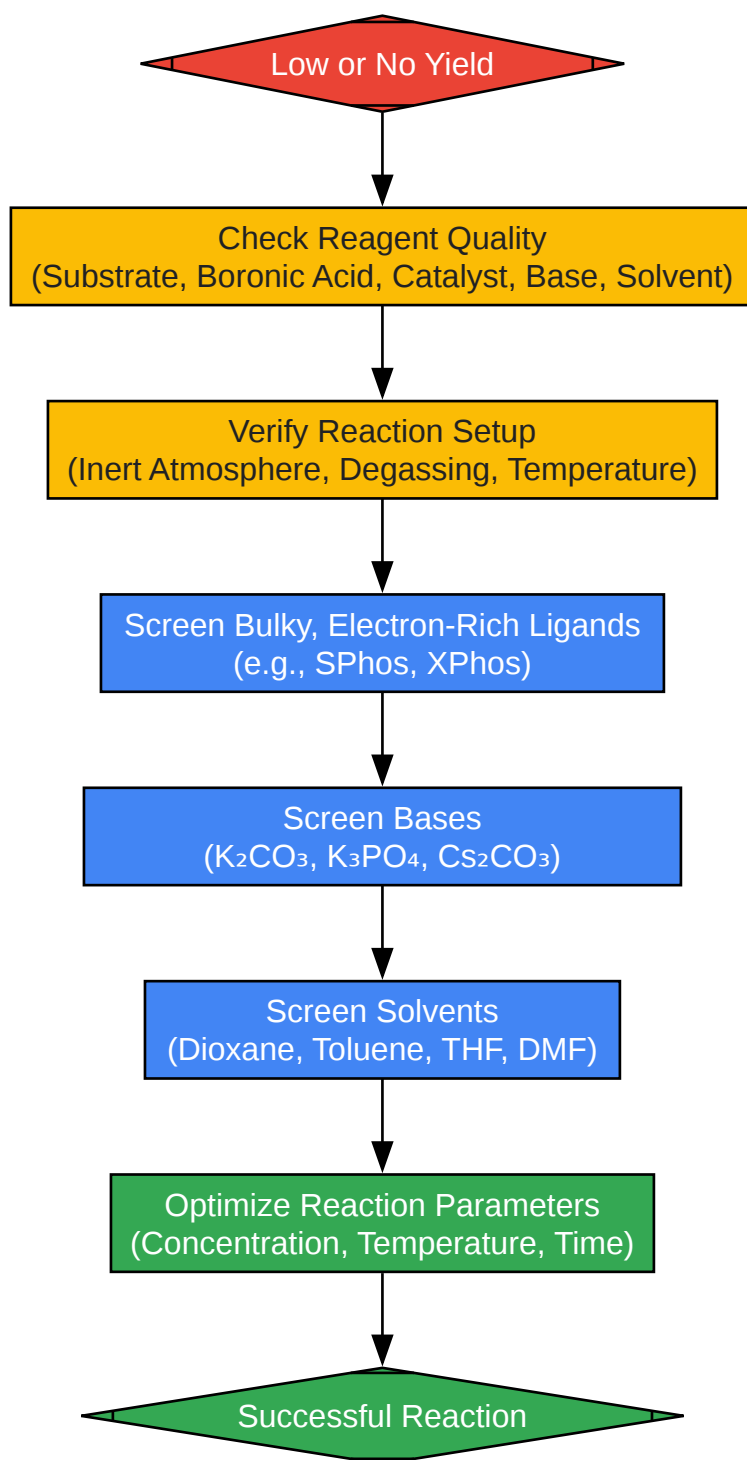 Low or No Yield
Check Reagent Quality
(Substrate, Boronic Acid, Catalyst, Base, Solvent)
Verify Reaction Setup
(Inert Atmosphere, Degassing, Temperature)
Screen Bulky, Electron-Rich Ligands
(e.g., SPhos, XPhos)
Screen Bases
(K₂CO₃, K₃PO₄, Cs₂CO₃)
Screen Solvents
(Dioxane, Toluene, THF, DMF)
Optimize Reaction Parameters
(Concentration, Temperature, Time)
Successful Reaction